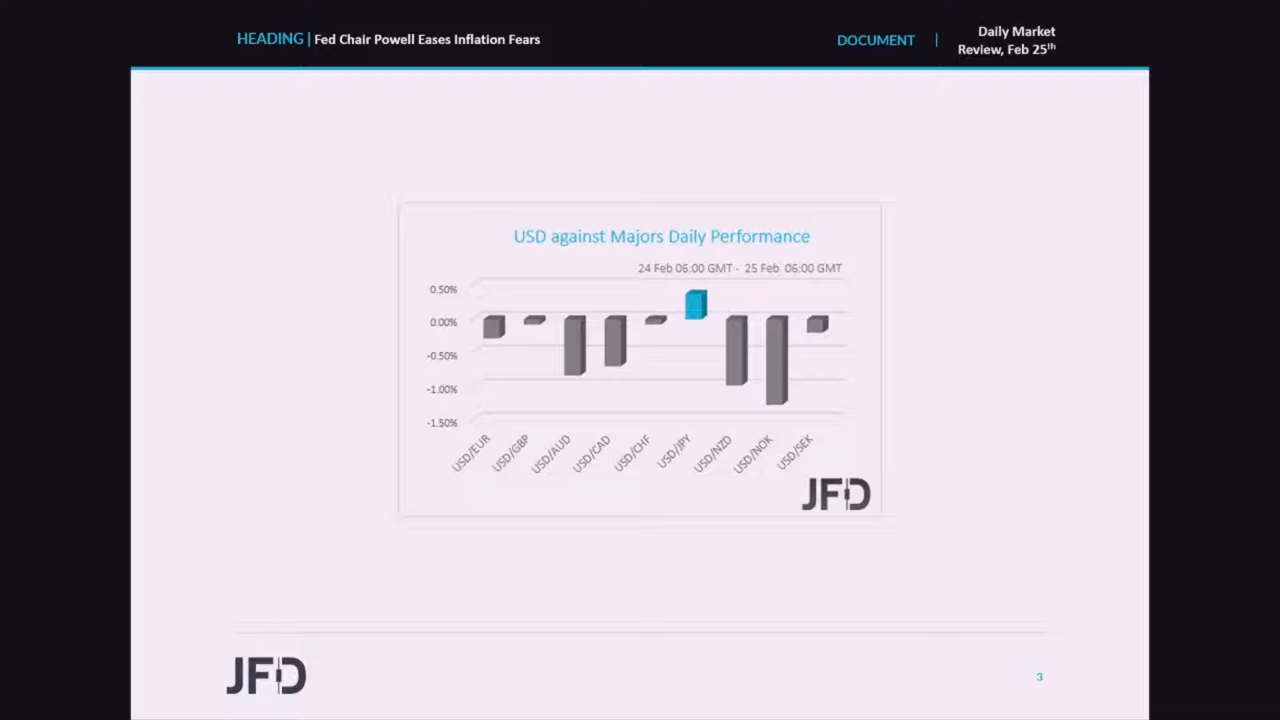 HEADING | Fed Chair Powell Eases Inflation Fears
DOCUMENT | Daily Market
Review, Feb 25th
USD against Majors Daily Performance
24 Feb 06:00 GMT - 25 Feb 06:00 GMT
0.50%
0.00%
-0.50%
-1.00%
-1.50%
USD/EUR
USD/GBP
USD/AUD
USD/CAD
USD/CHF
USD/JPY
USD/NZD
USD/NOK
USD/SEK
JFD
JFD
3